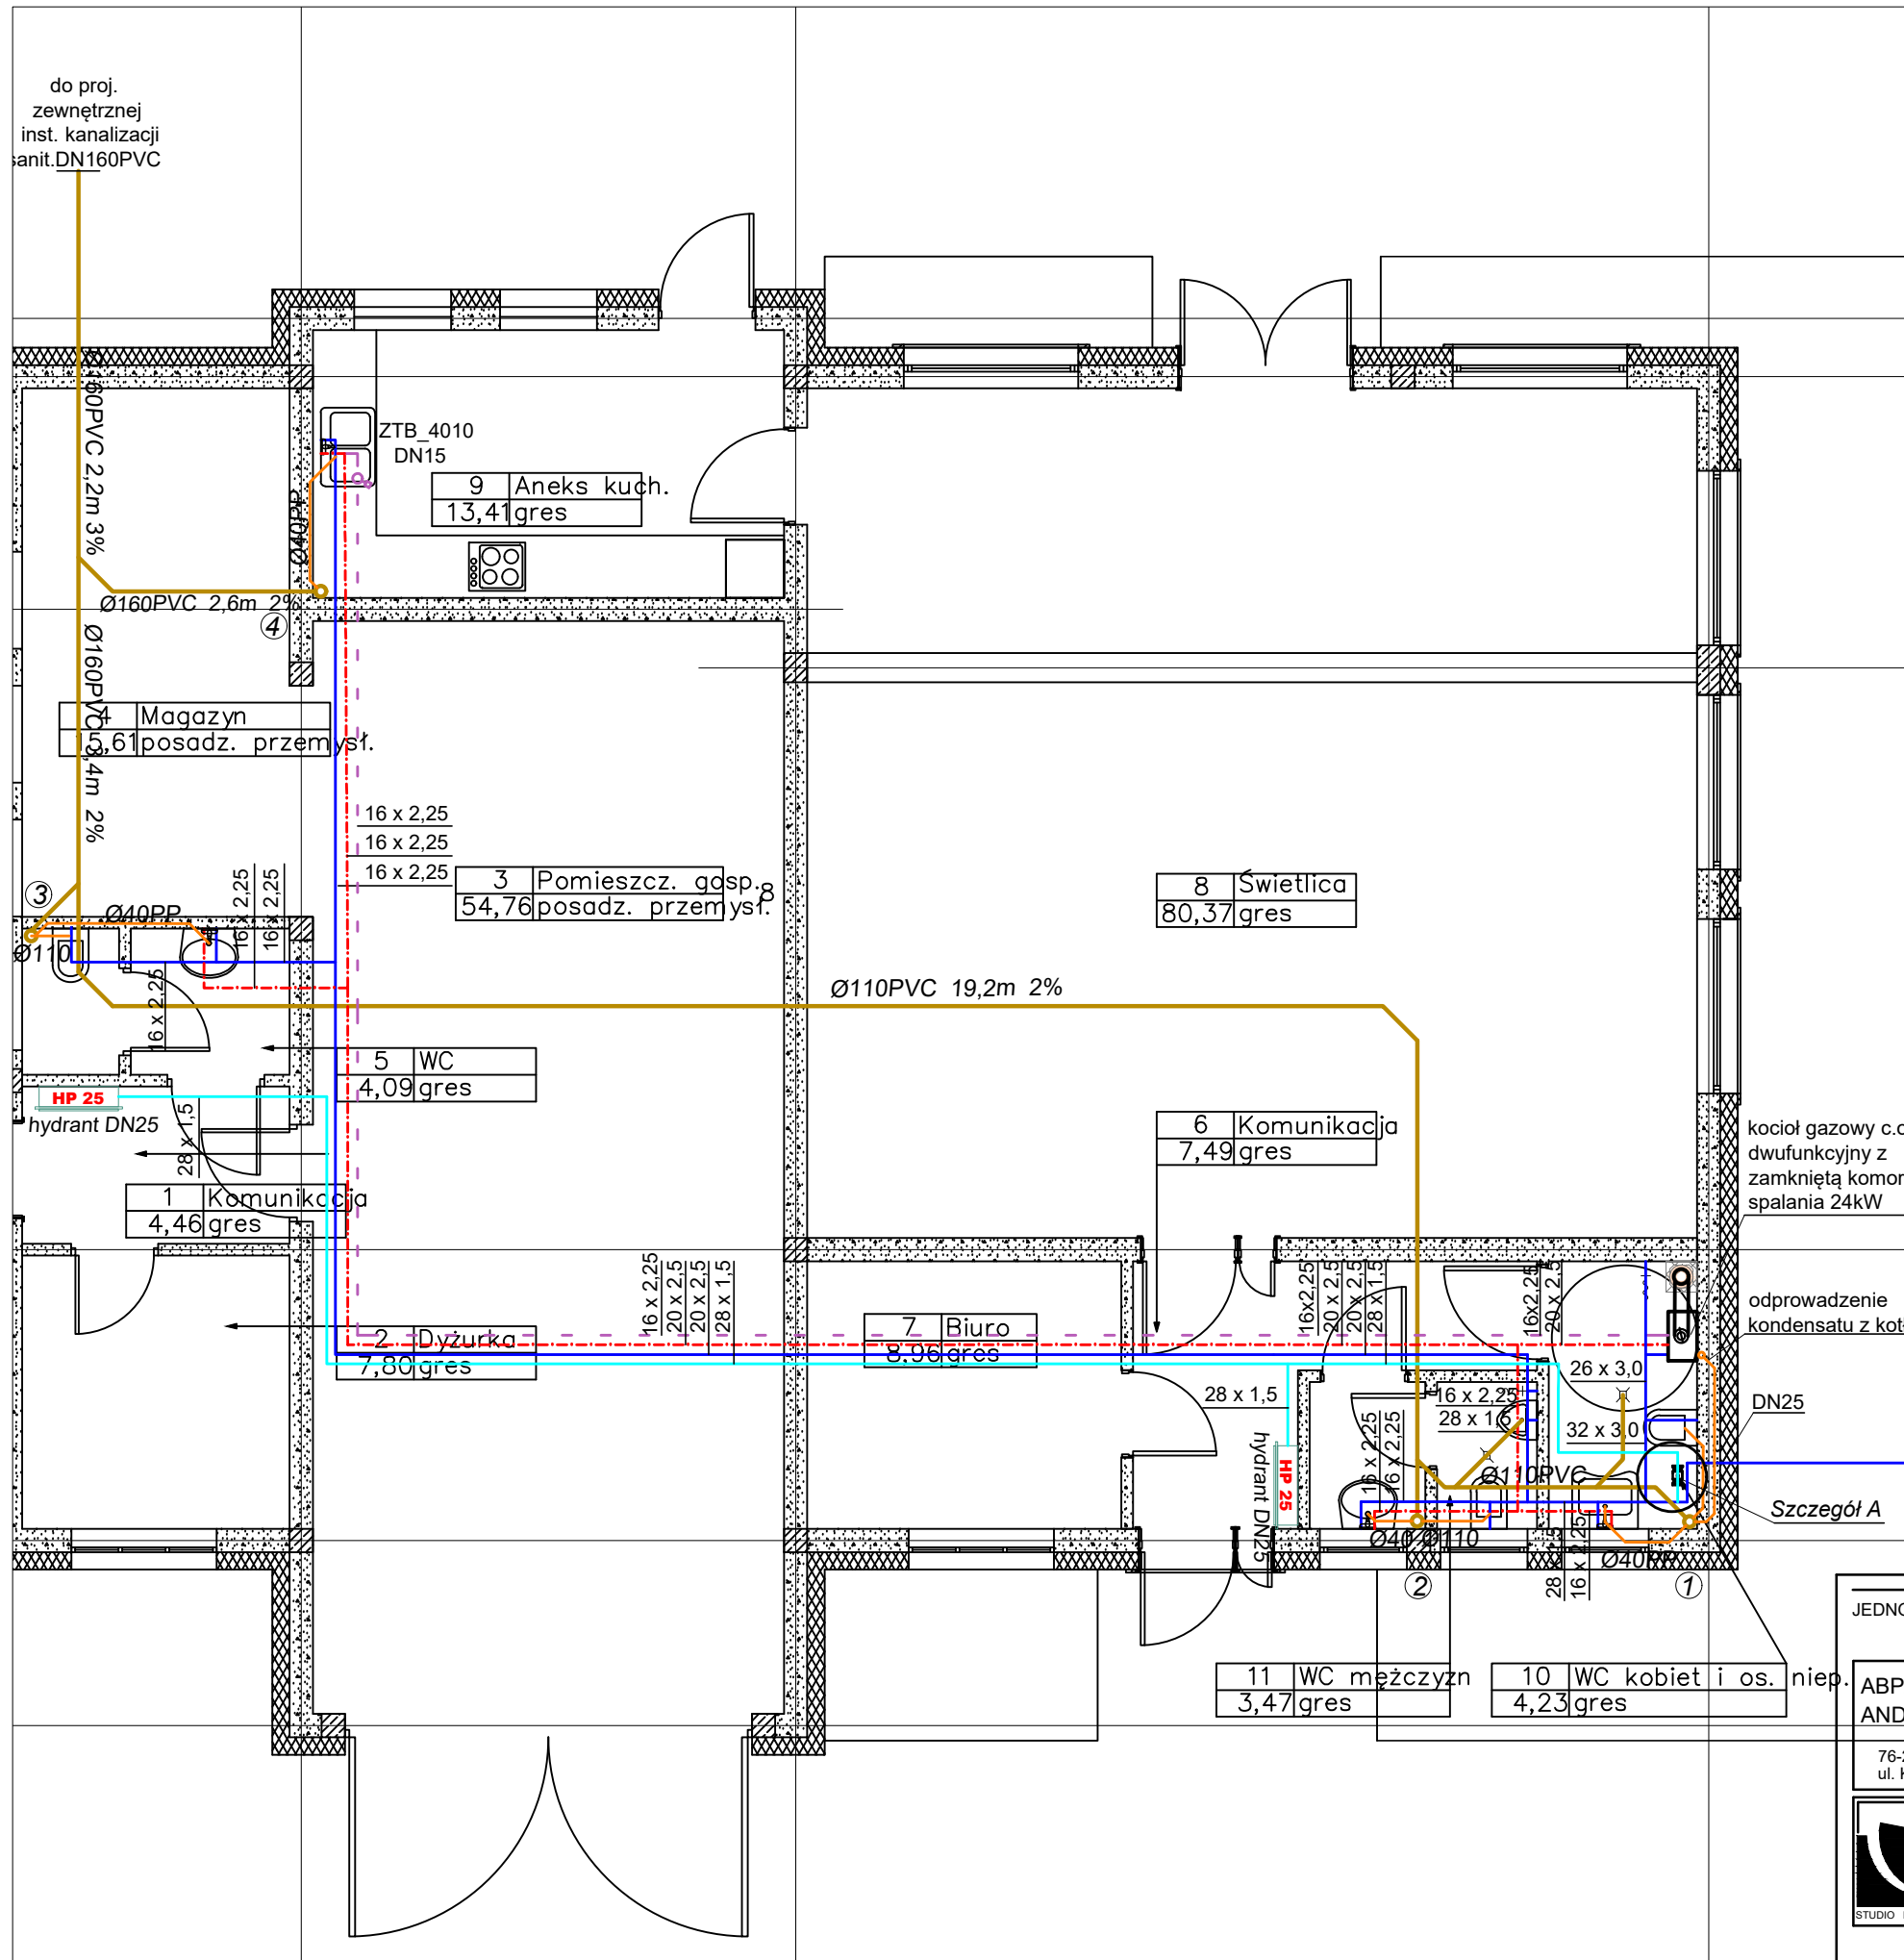 do proj.
zewnętrznej
inst. kanalizacji
sanit.DN160PVC
Ø160PVC 2,2m 3%
ZTB_4010
DN15
9 Aneks kuch.
13,41 gres
Ø40PP
Ø160PVC 2,6m 2%
4
Ø160PVC 3,4m 2%
4 Magazyn
15,61 posadz. przemysł.
16 x 2,25
16 x 2,25
16 x 2,25
3 Pomieszcz. gosp.
54,76 posadz. przemysł.
8
8 Świetlica
80,37 gres
3
Ø40PP
Ø110
16 x 2,25
16 x 2,25
16 x 2,25
Ø110PVC 19,2m 2%
5 WC
4,09 gres
HP 25
hydrant DN25
28 x 1,5
6 Komunikacja
7,49 gres
kocioł gazowy c.o
dwufunkcyjny z
zamkniętą komor
spalania 24kW
1 Komunikacja
4,46 gres
16 x 2,25
20 x 2,5
20 x 2,5
28 x 1,5
16x2,25
20 x 2,5
20 x 2,5
28 x 1,5
16x2,25
20 x 2,5
odprowadzenie
kondensatu z kot
2 Dyżurka
7,80 gres
7 Biuro
8,96 gres
26 x 3,0
28 x 1,5
16 x 2,25
28 x 1,5
32 x 3,0
DN25
16 x 2,25
16 x 2,25
hydrant DN25
HP 25
Ø110PVC
Szczegół A
Ø40
Ø110
28 x 1,5
16 x 2,25
Ø40PP
2
1
JEDNO
11 WC mężczyzn
3,47 gres
10 WC kobiet i os. niep.
4,23 gres
ABP
AND
76-2
ul. K
STUDIO